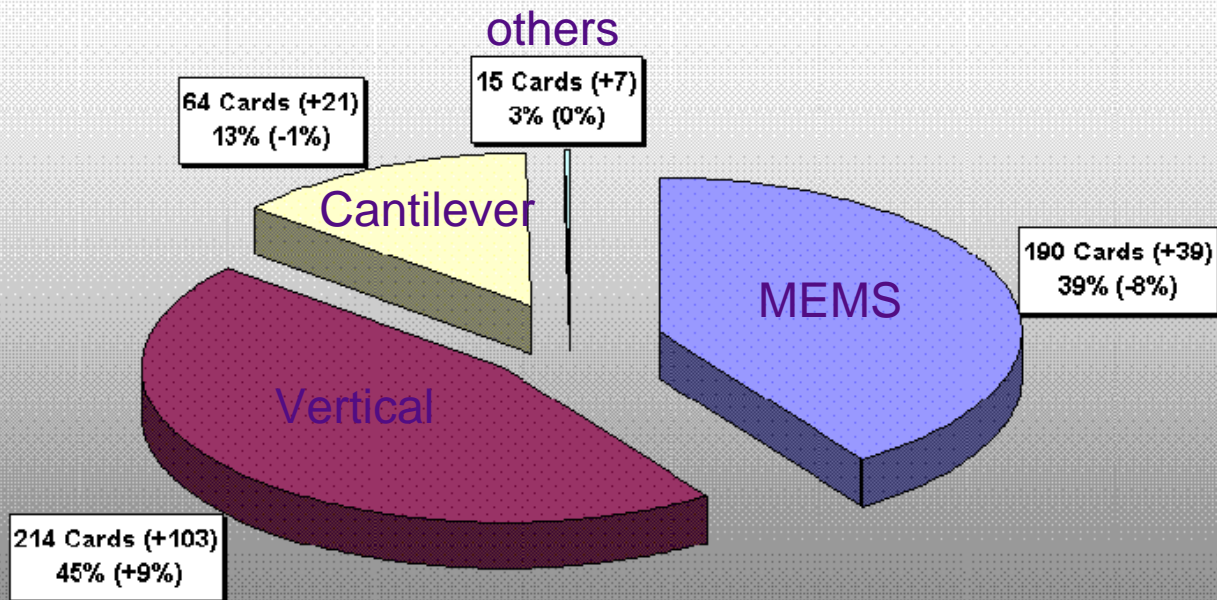 others
15 Cards (+7)
3% (0%)
64 Cards (+21)
13% (-1%)
Cantilever
190 Cards (+39)
39% (-8%)
MEMS
Vertical
214 Cards (+103)
45% (+9%)